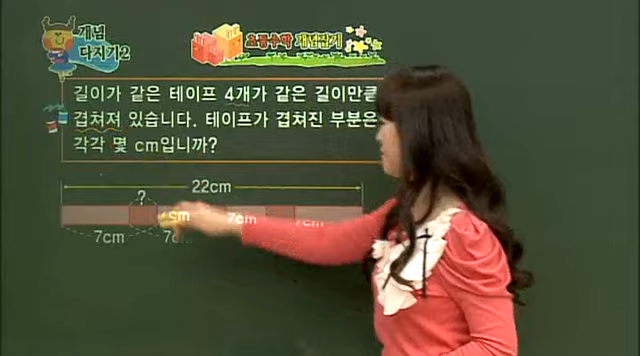 개념
다지기2
초등수학 개념잡기
길이가 같은 테이프 4개가 같은 길이만큼
겹쳐져 있습니다. 테이프가 겹쳐진 부분은
각각 몇 cm입니까?
22cm
?
7cm
7cm